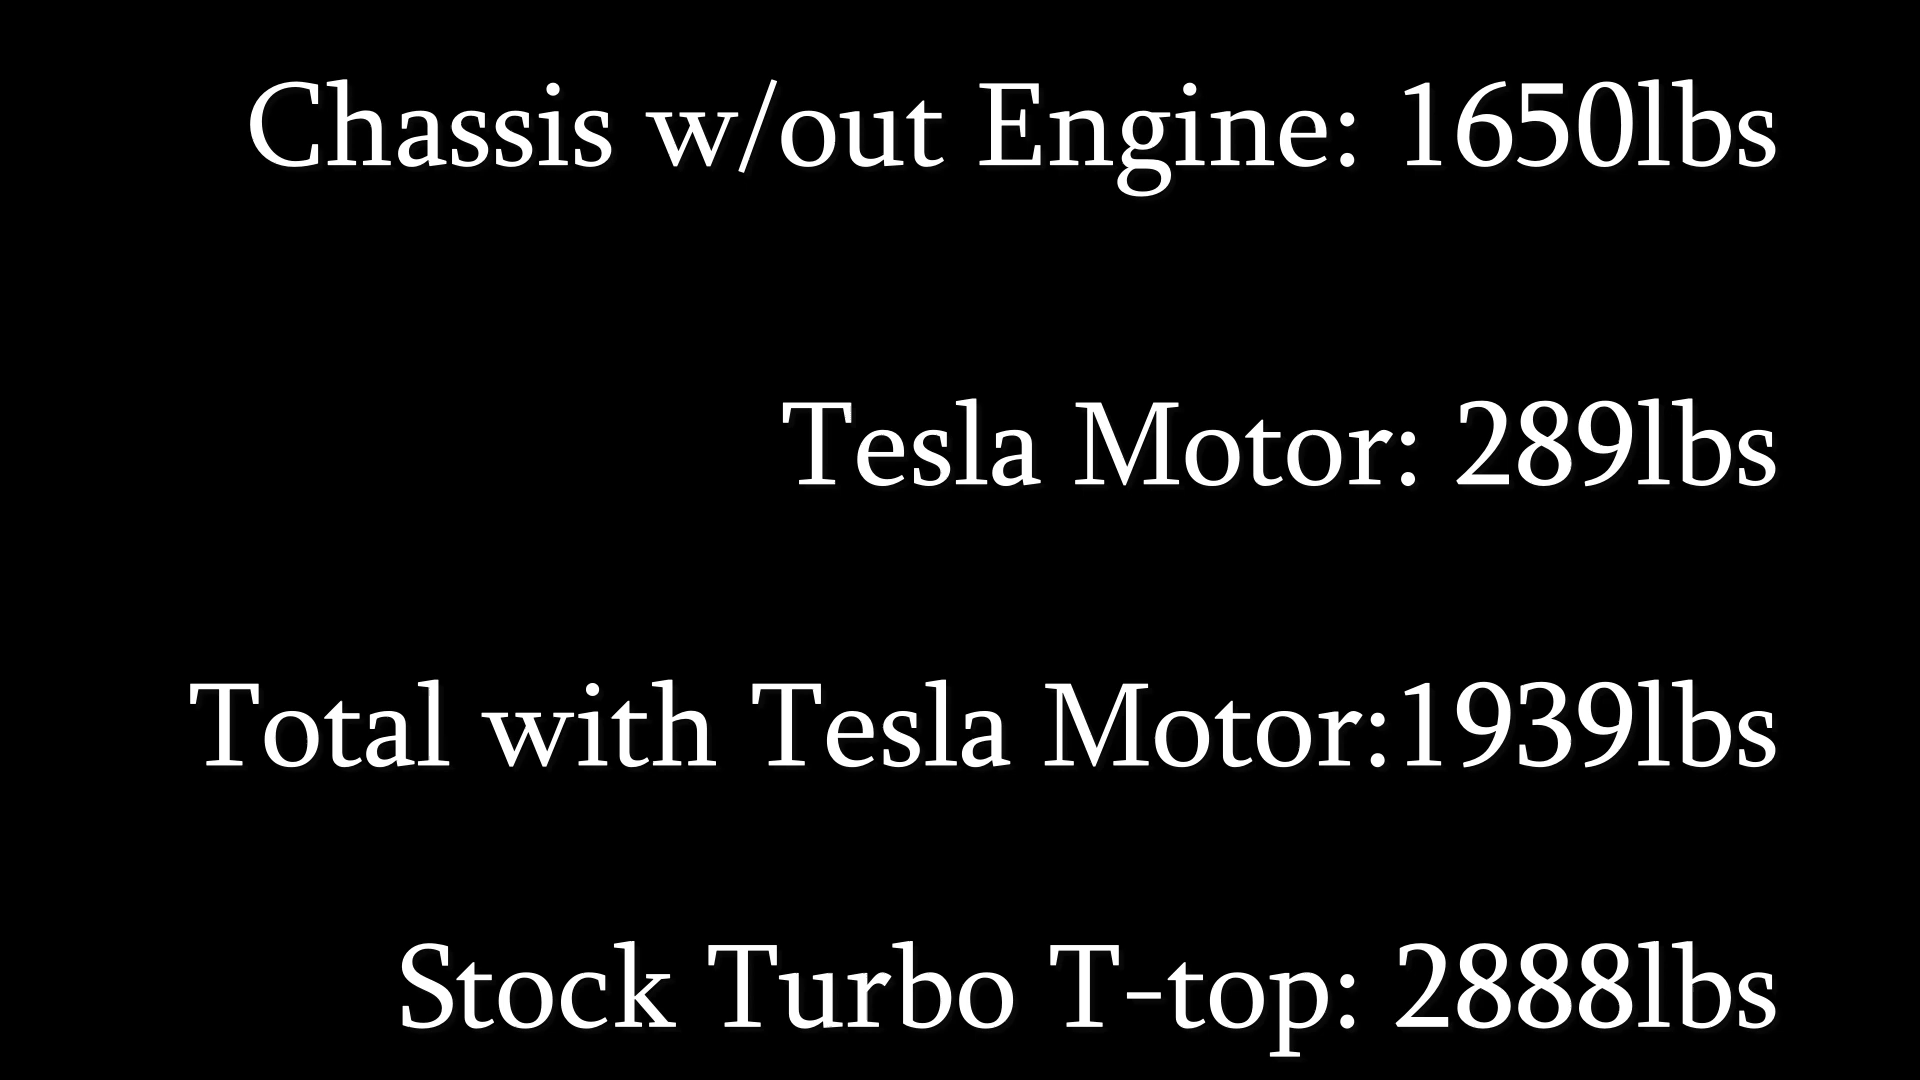 Chassis w/out Engine: 1650lbs
Tesla Motor: 289lbs
Total with Tesla Motor:1939lbs
Stock Turbo T-top: 2888lbs